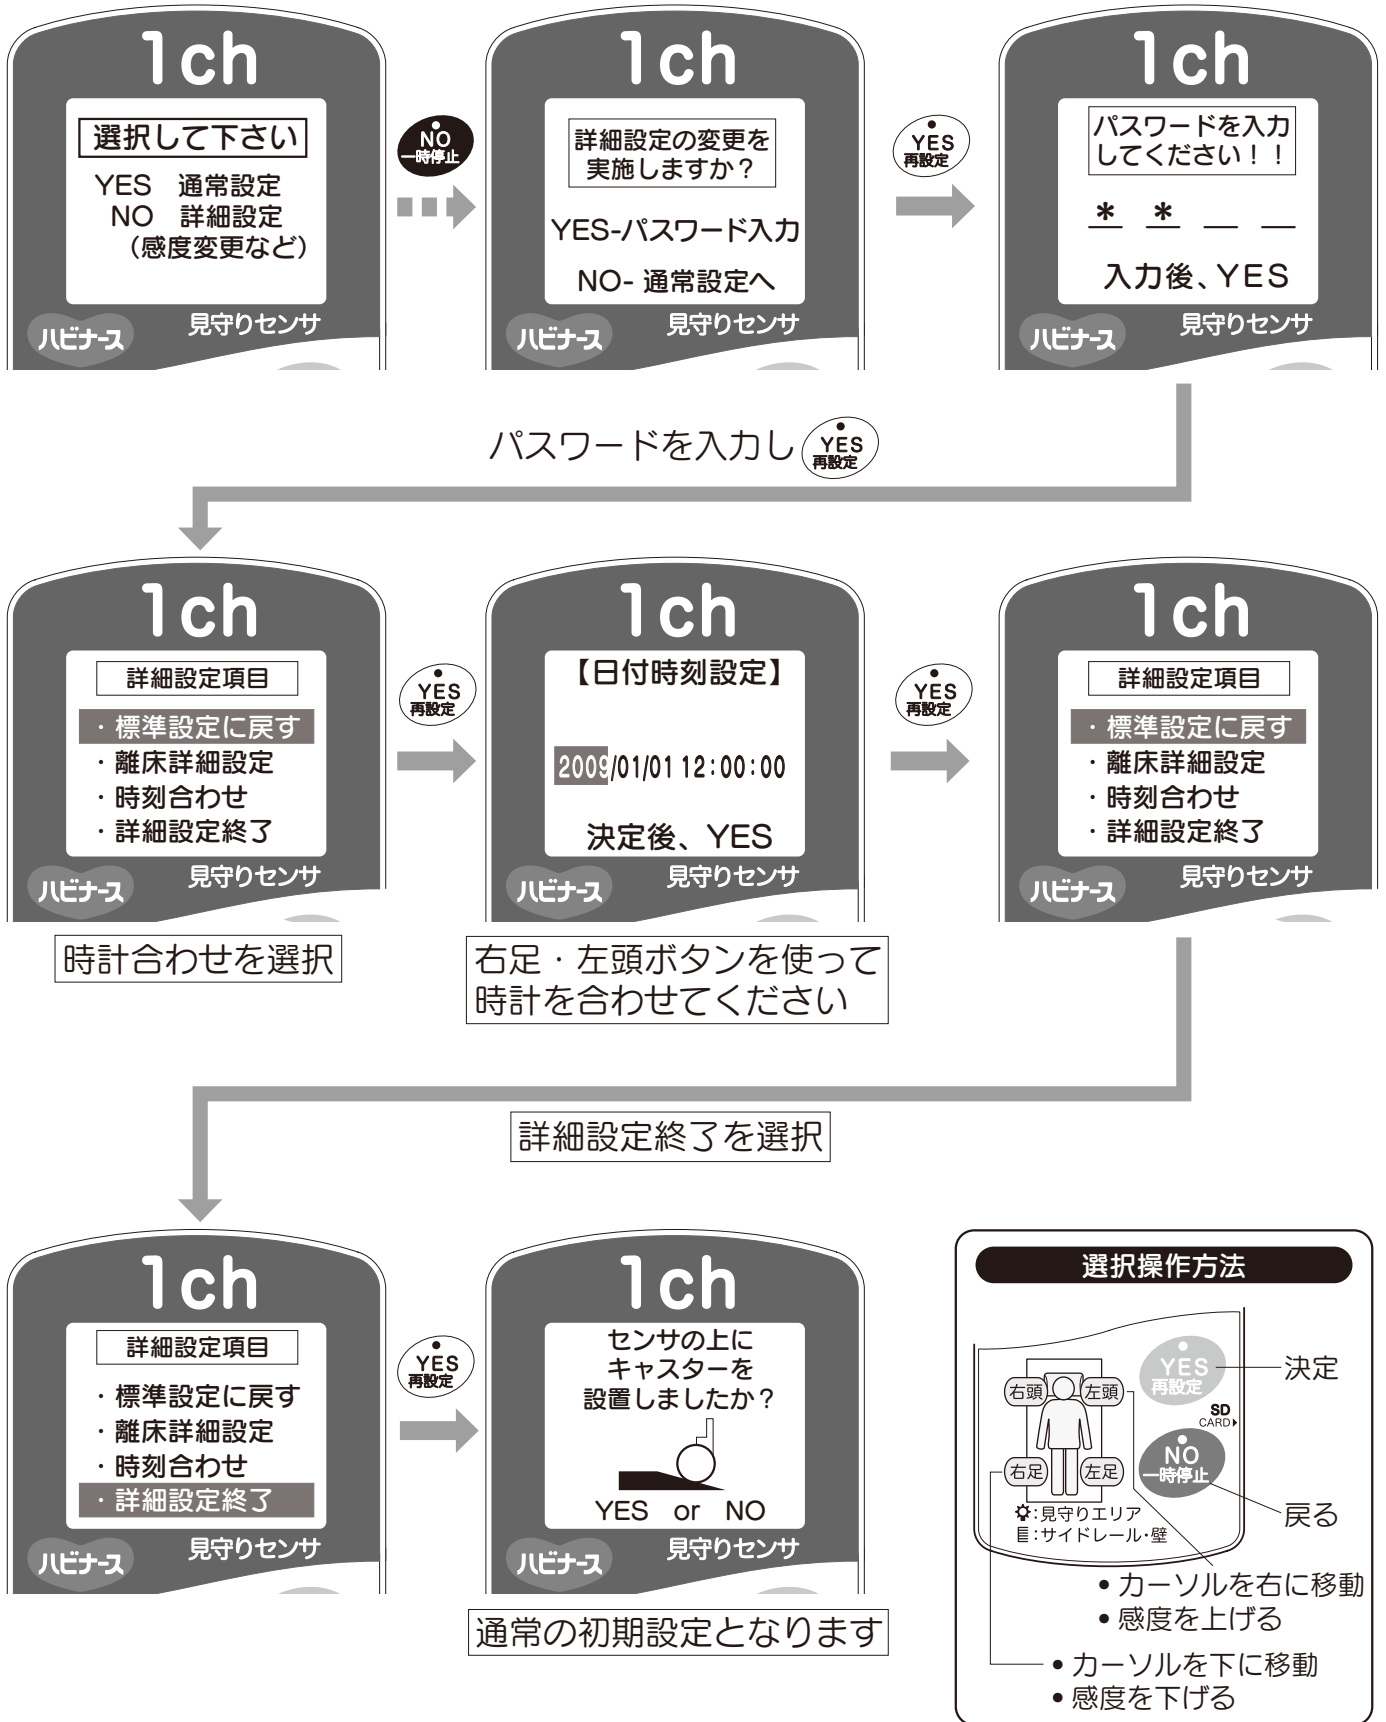 1ch
選択して下さい
YES 通常設定
NO 詳細設定
（感度変更など）
ハビナース
見守りセンサ
NO
一時停止
1ch
詳細設定の変更を
実施しますか？
YES-パスワード入力
NO- 通常設定へ
ハビナース
見守りセンサ
YES
再設定
1ch
パスワードを入力
してください！！
＊ ＊ ＿ ＿
入力後、YES
ハビナース
見守りセンサ
パスワードを入力し
YES
再設定
1ch
詳細設定項目
・標準設定に戻す
・離床詳細設定
・時刻合わせ
・詳細設定終了
ハビナース
見守りセンサ
時計合わせを選択
YES
再設定
1ch
【日付時刻設定】
2009/01/01 12:00:00
決定後、YES
ハビナース
見守りセンサ
右足・左頭ボタンを使って
時計を合わせてください
YES
再設定
1ch
詳細設定項目
・標準設定に戻す
・離床詳細設定
・時刻合わせ
・詳細設定終了
ハビナース
見守りセンサ
詳細設定終了を選択
1ch
詳細設定項目
・標準設定に戻す
・離床詳細設定
・時刻合わせ
・詳細設定終了
ハビナース
見守りセンサ
YES
再設定
1ch
センサの上に
キャスターを
設置しましたか？
YES or NO
ハビナース
見守りセンサ
通常の初期設定となります
選択操作方法
右頭
左頭
右足
左足
YES
再設定
決定
SD
CARD
NO
一時停止
戻る
：見守りエリア
：サイドレール・壁
• カーソルを右に移動
• 感度を上げる
• カーソルを下に移動
• 感度を下げる